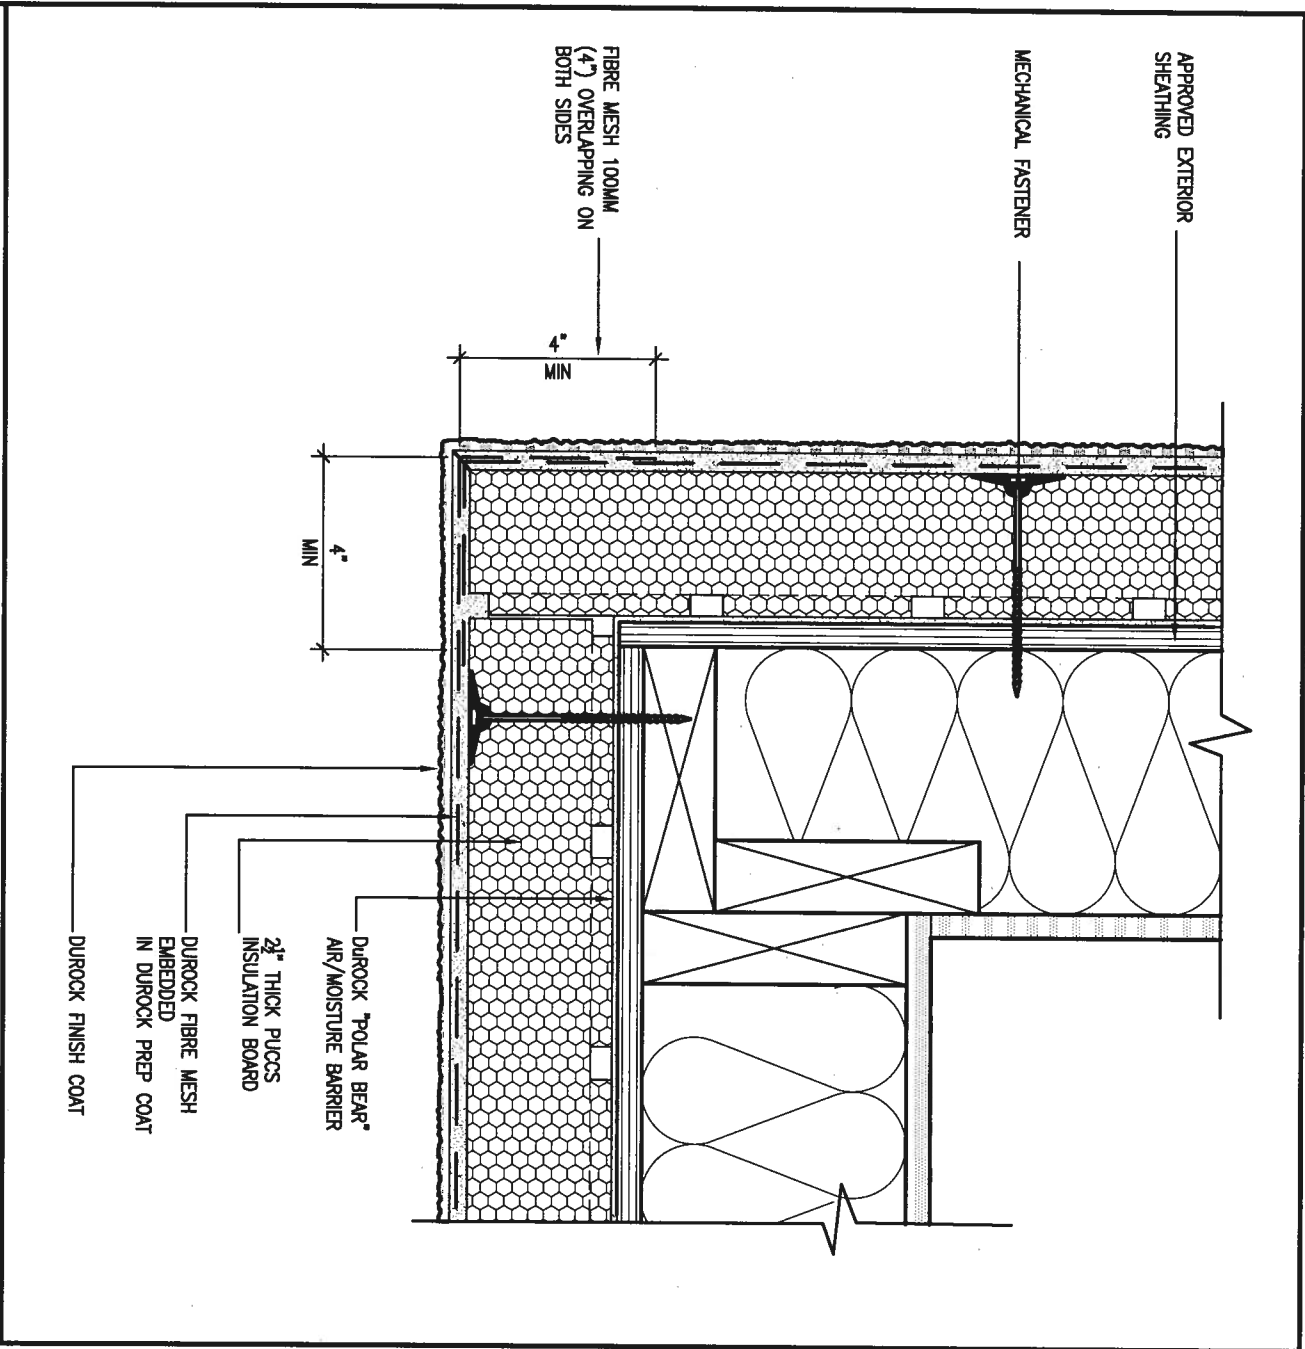 APPROVED EXTERIOR
SHEATHING
MECHANICAL FASTENER
FIBRE MESH 100MM
(4") OVERLAPPING ON
BOTH SIDES
4"
MIN
4"
MIN
DuROCK "POLAR BEAR"
AIR/MOISTURE BARRIER
2½" THICK PUCCS
INSULATION BOARD
DUROCK FIBRE MESH
EMBEDDED
IN DUROCK PREP COAT
DUROCK FINISH COAT